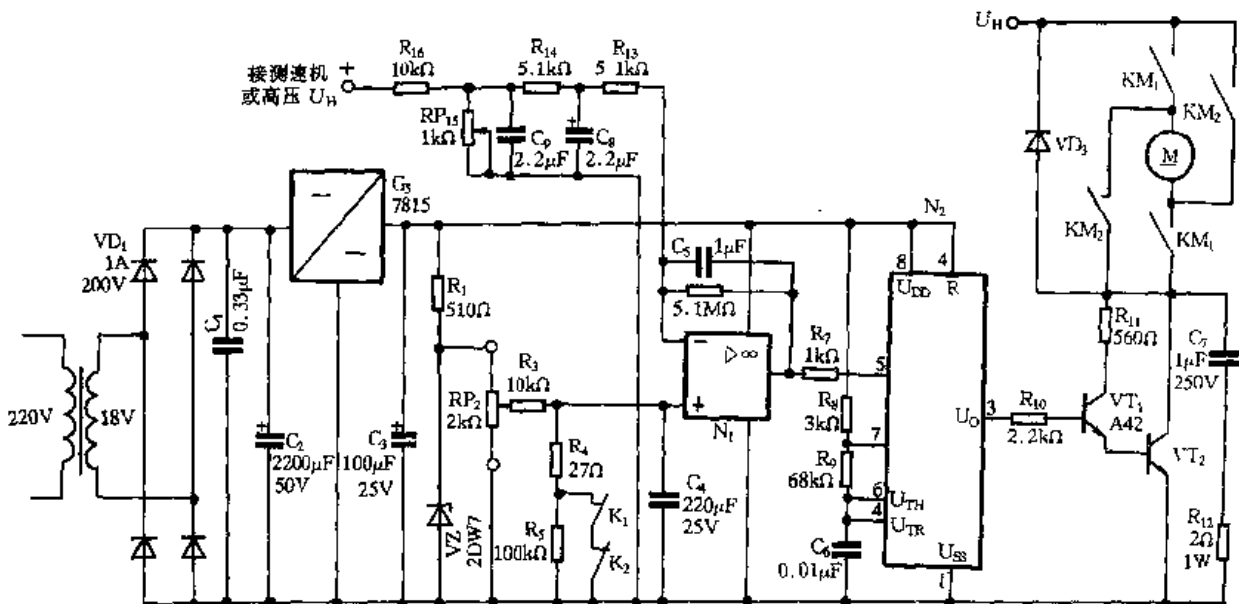 接测速机
或高压 U_H
+
R₁₆
10kΩ
R₁₄
5.1kΩ
R₁₃
5 1kΩ
RP₁₅
1kΩ
C₉
2.2μF
+
C₈
2.2μF
U_H
KM₁
KM₂
VD₃
M
KM₂
KM₁
VD₁
1A
200V
C₁
0.33μF
220V
18V
+
C₂
2200μF
50V
7815
+
C₃
100μF
25V
R₁
510Ω
VZ
2DW7
RP₂
2kΩ
R₃
10kΩ
R₄
27Ω
R₅
100kΩ
K₁
K₂
C₄
220μF
25V
C₅
1μF
5.1MΩ
−
▷∞
+
N₁
R₇
1kΩ
R₈
3kΩ
R₉
68kΩ
C₆
0.01μF
N₂
8
4
U_DD
R
5
7
6
U_TH
4
U_TR
U_O
3
U_SS
1
R₁₀
2.2kΩ
R₁₁
560Ω
VT₁
A42
VT₂
C₇
1μF
250V
R₁₂
2Ω
1W